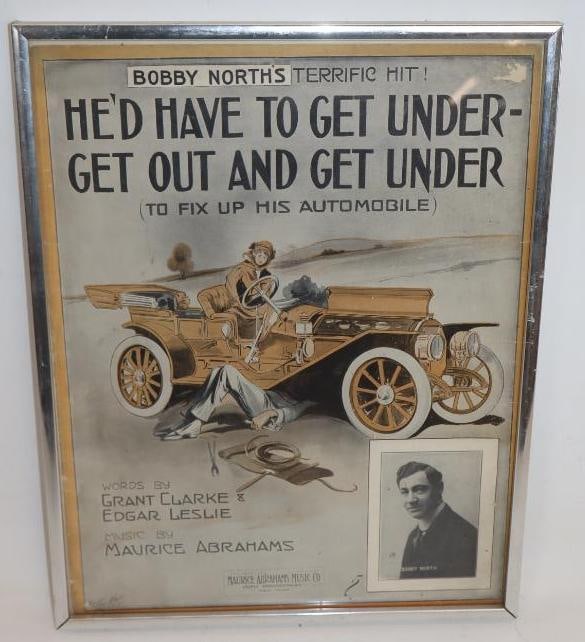 BOBBY NORTH'S TERRIFIC HIT!
HE'D HAVE TO GET UNDER-
GET OUT AND GET UNDER
(TO FIX UP HIS AUTOMOBILE)
WORDS BY
GRANT CLARKE &
EDGAR LESLIE
MUSIC BY
MAURICE ABRAHAMS
BOBBY NORTH
MAURICE ABRAHAMS MUSIC CO